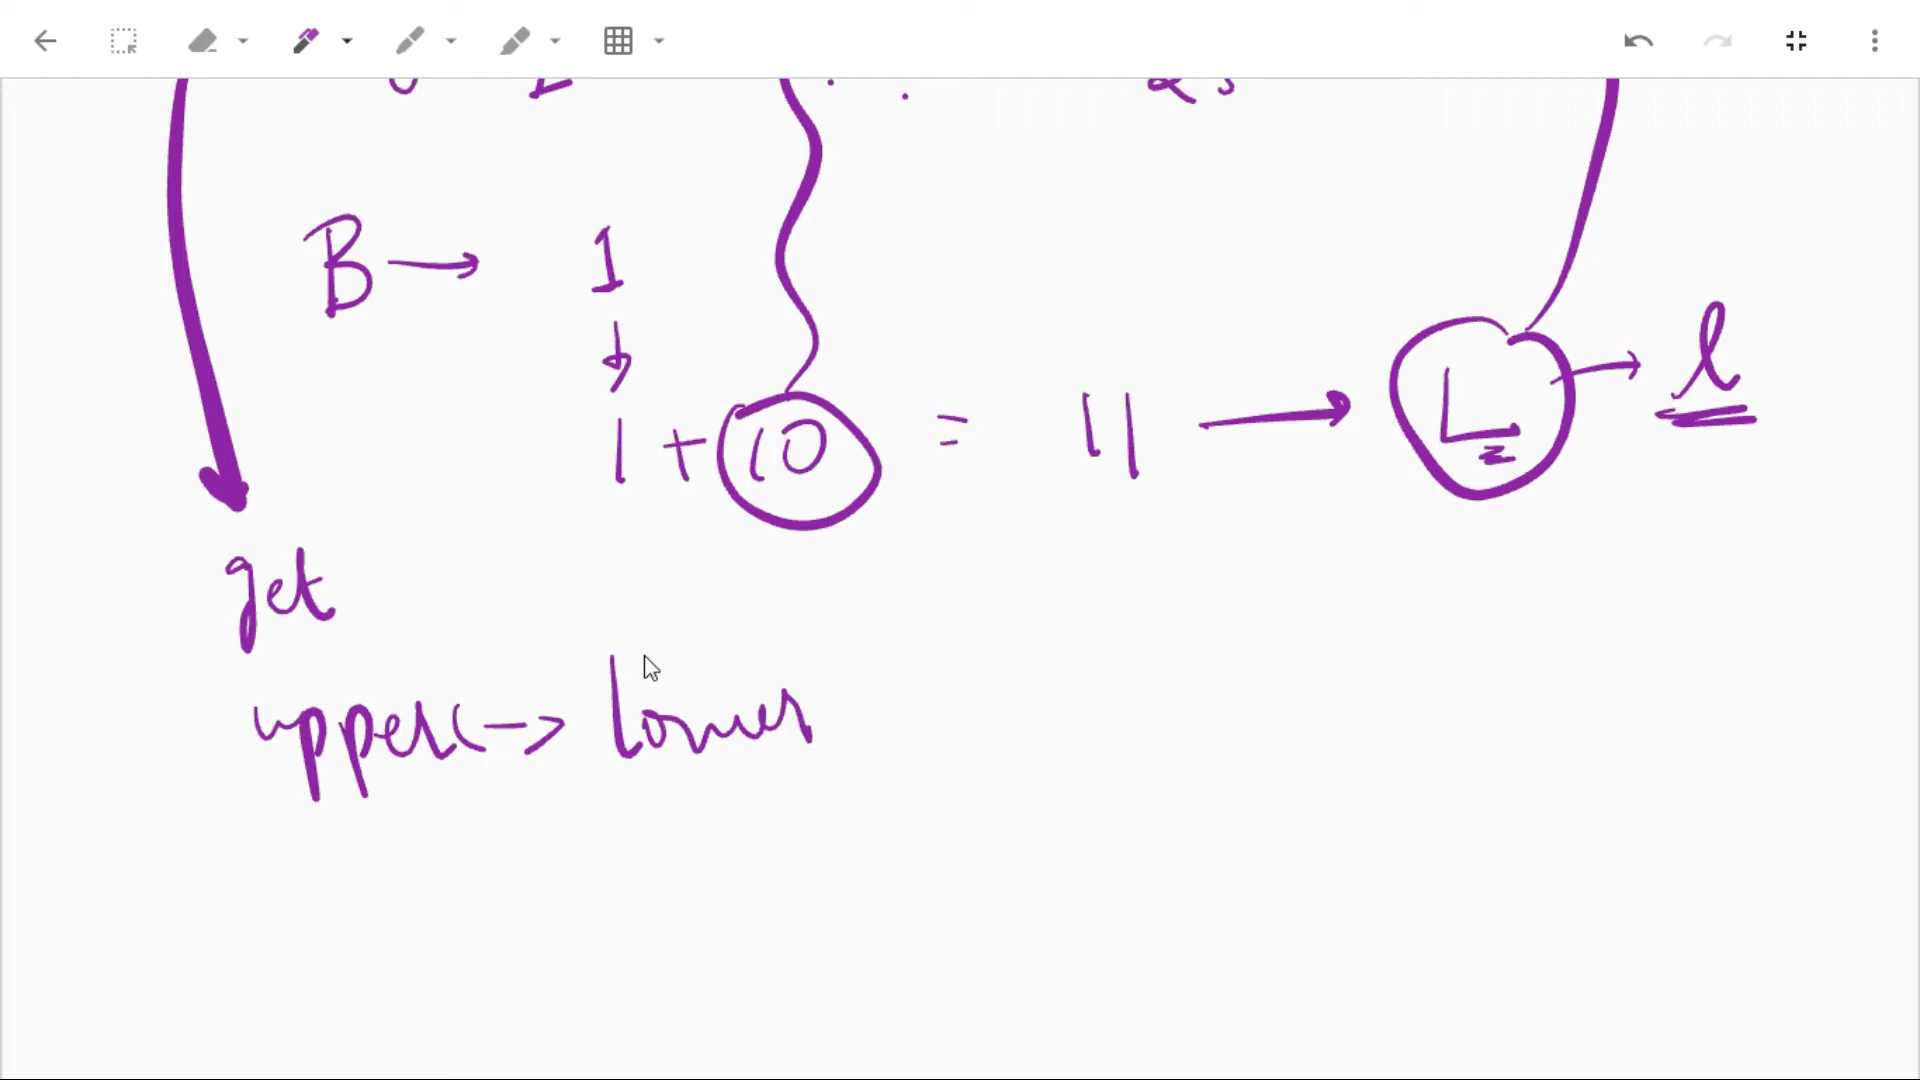 B → 1
↓
1 + 10 = 11 → L → l
get
upper <-> lower